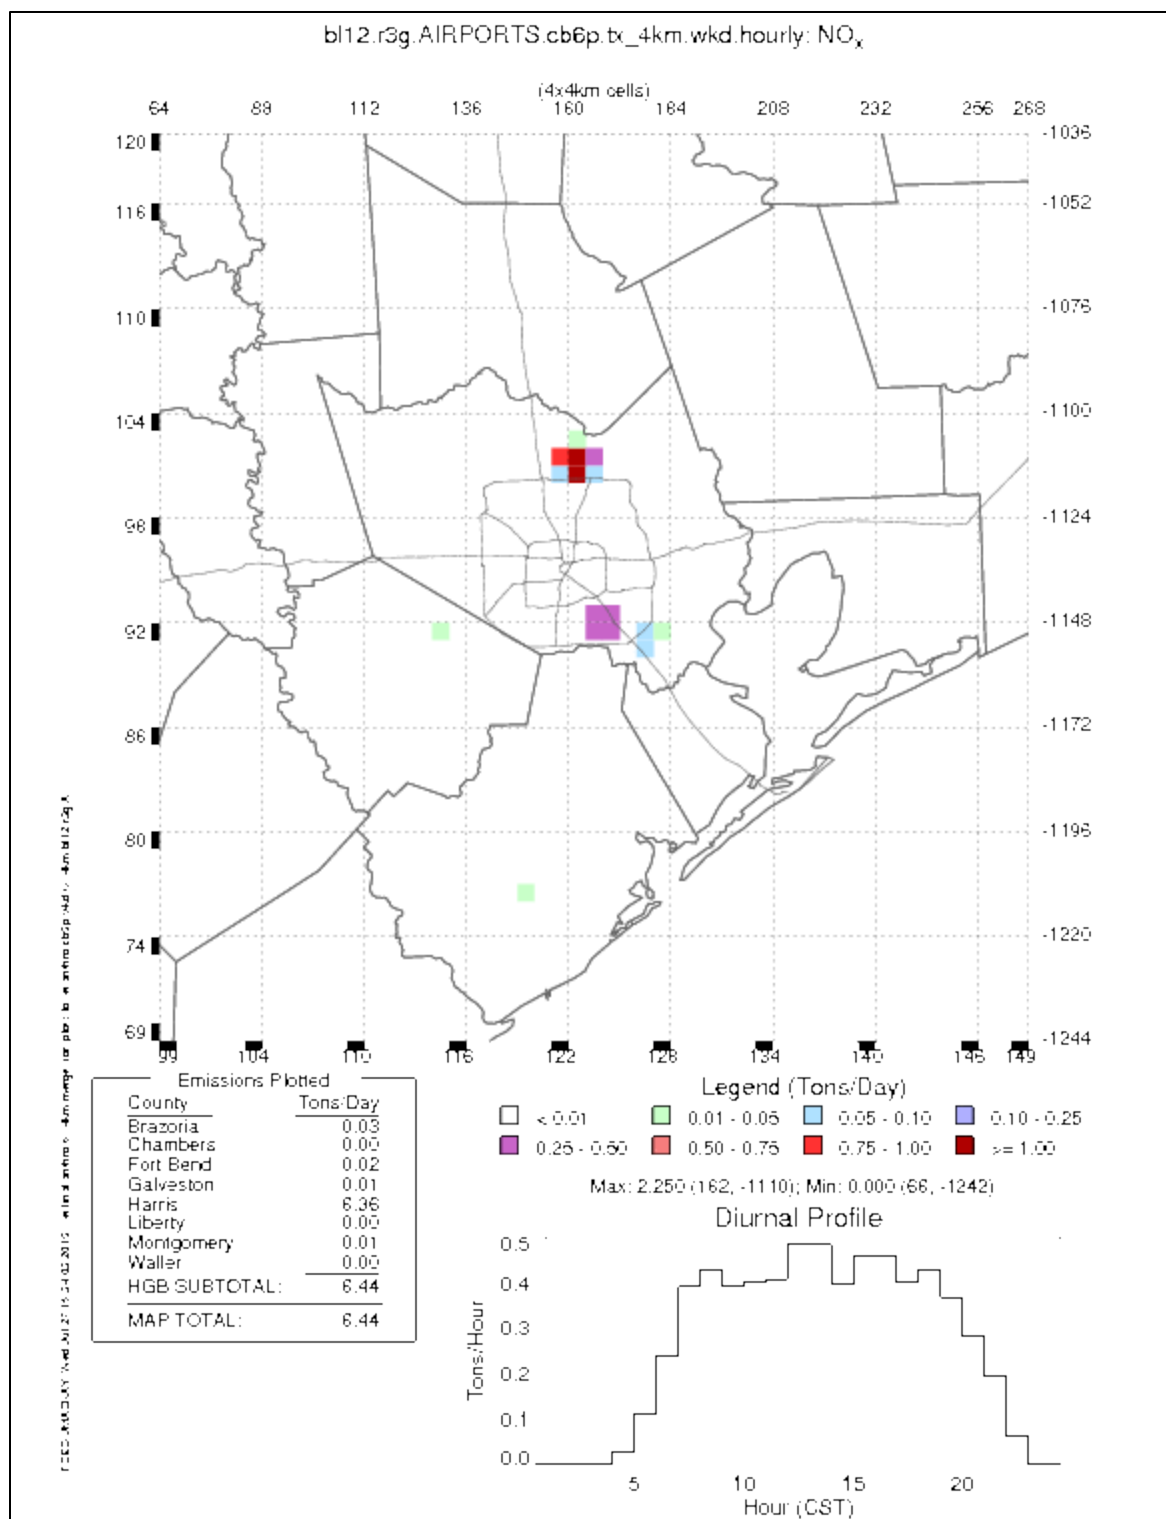 bl12.r3g.AIRPORTS.cb6p.tx_4km.wkd.hourly: NOx
(4x4km cells)
64 88 112 136 160 184 208 232 256 268
120 -1036
116 -1052
110 -1076
104 -1100
98 -1124
92 -1148
86 -1172
80 -1196
74 -1220
69 -1244
99 104 110 116 122 128 134 140 146 149
Emissions Plotted
County Tons/Day
Brazoria 0.03
Chambers 0.00
Fort Bend 0.02
Galveston 0.01
Harris 6.36
Liberty 0.00
Montgomery 0.01
Waller 0.00
HGB SUBTOTAL: 6.44
MAP TOTAL: 6.44
Legend (Tons/Day)
< 0.01 0.01 - 0.05 0.05 - 0.10 0.10 - 0.25
0.25 - 0.50 0.50 - 0.75 0.75 - 1.00 >= 1.00
Max: 2.250 (162, -1110); Min: 0.000 (66, -1242)
Diurnal Profile
Tons/Hour
0.5
0.4
0.3
0.2
0.1
0.0
5 10 15 20
Hour (CST)